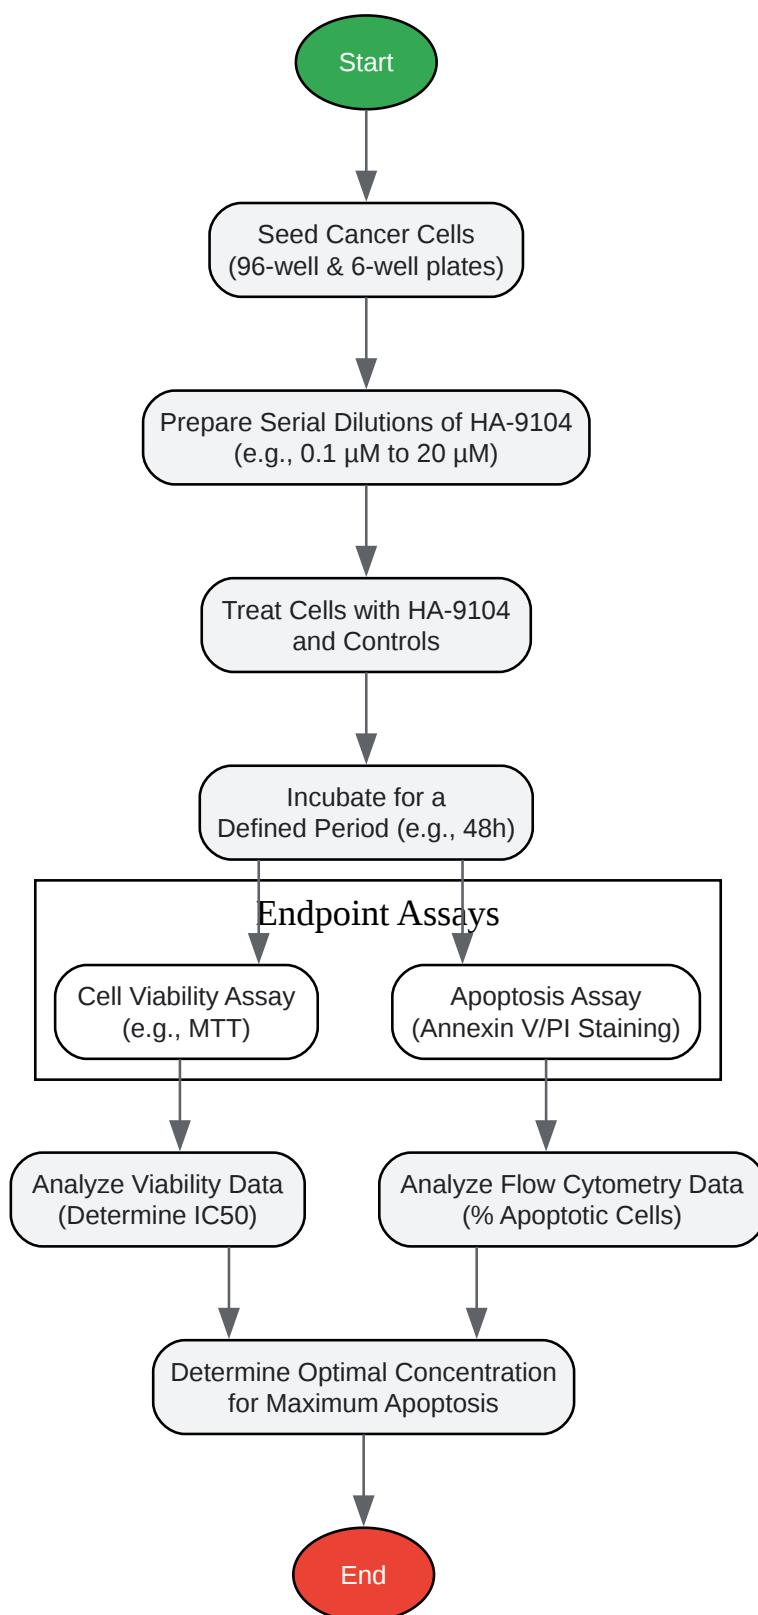 Start
Seed Cancer Cells
(96-well & 6-well plates)
Prepare Serial Dilutions of HA-9104
(e.g., 0.1 µM to 20 µM)
Treat Cells with HA-9104
and Controls
Incubate for a
Defined Period (e.g., 48h)
Endpoint Assays
Cell Viability Assay
(e.g., MTT)
Apoptosis Assay
(Annexin V/PI Staining)
Analyze Viability Data
(Determine IC50)
Analyze Flow Cytometry Data
(% Apoptotic Cells)
Determine Optimal Concentration
for Maximum Apoptosis
End